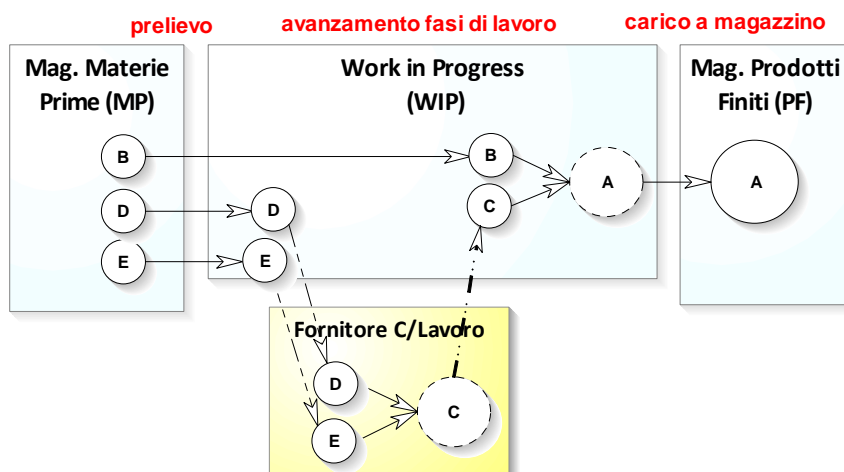 prelievo
avanzamento fasi di lavoro
carico a magazzino
Mag. Materie
Prime (MP)
Work in Progress
(WIP)
Mag. Prodotti
Finiti (PF)
B
B
A
A
D
D
C
E
E
Fornitore C/Lavoro
D
C
E